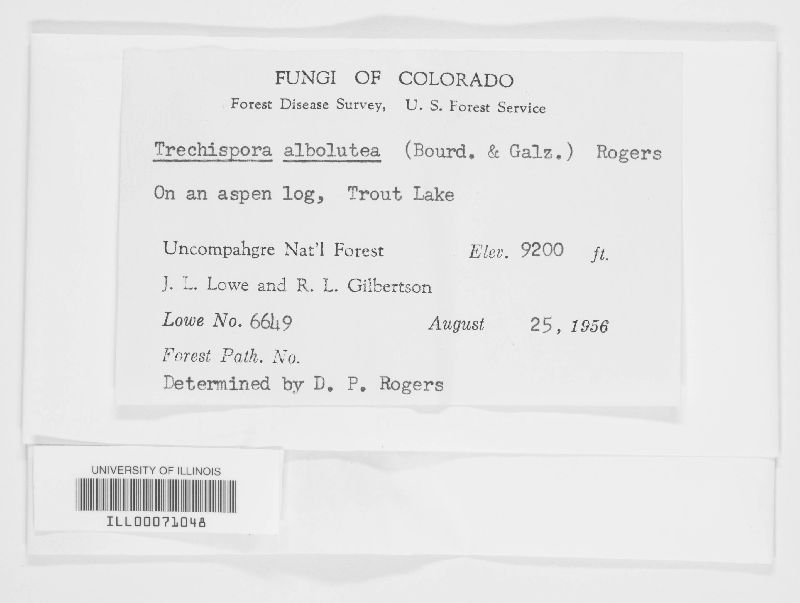 FUNGI OF COLORADO
Forest Disease Survey, U. S. Forest Service
Trechispora albolutea (Bourd. & Galz.) Rogers
On an aspen log, Trout Lake
Uncompahgre Nat'l Forest Elev. 9200 ft.
J. L. Lowe and R. L. Gilbertson
Lowe No. 6649 August 25, 1956
Forest Path. No.
Determined by D. P. Rogers
UNIVERSITY OF ILLINOIS
ILL00071048